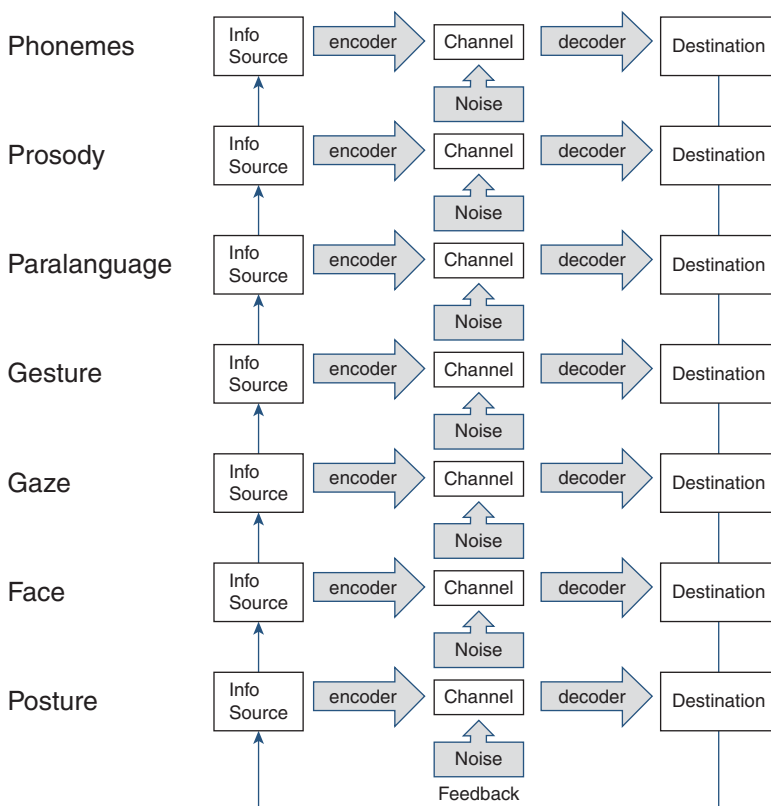 Phonemes
Info
Source
encoder
Channel
decoder
Destination
Noise
Prosody
Info
Source
encoder
Channel
decoder
Destination
Noise
Paralanguage
Info
Source
encoder
Channel
decoder
Destination
Noise
Gesture
Info
Source
encoder
Channel
decoder
Destination
Noise
Gaze
Info
Source
encoder
Channel
decoder
Destination
Noise
Face
Info
Source
encoder
Channel
decoder
Destination
Noise
Posture
Info
Source
encoder
Channel
decoder
Destination
Noise
Feedback